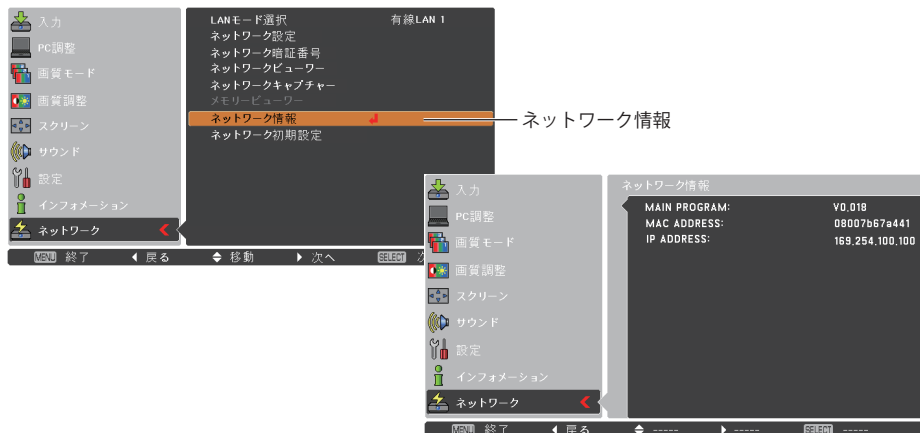 入力
PC調整
画質モード
画質調整
スクリーン
サウンド
設定
インフォメーション
ネットワーク
LANモード選択 有線LAN 1
ネットワーク設定
ネットワーク暗証番号
ネットワークビューワー
ネットワークキャプチャー
メモリービューワー
ネットワーク情報
ネットワーク初期設定
MENU 終了 戻る 移動 次へ SELECT
ネットワーク情報
入力
PC調整
画質モード
画質調整
スクリーン
サウンド
設定
インフォメーション
ネットワーク
ネットワーク情報
MAIN PROGRAM: V0,018
MAC ADDRESS: 08007b67a441
IP ADDRESS: 169,254,100,100
MENU 終了 戻る ----- ----- SELECT -----